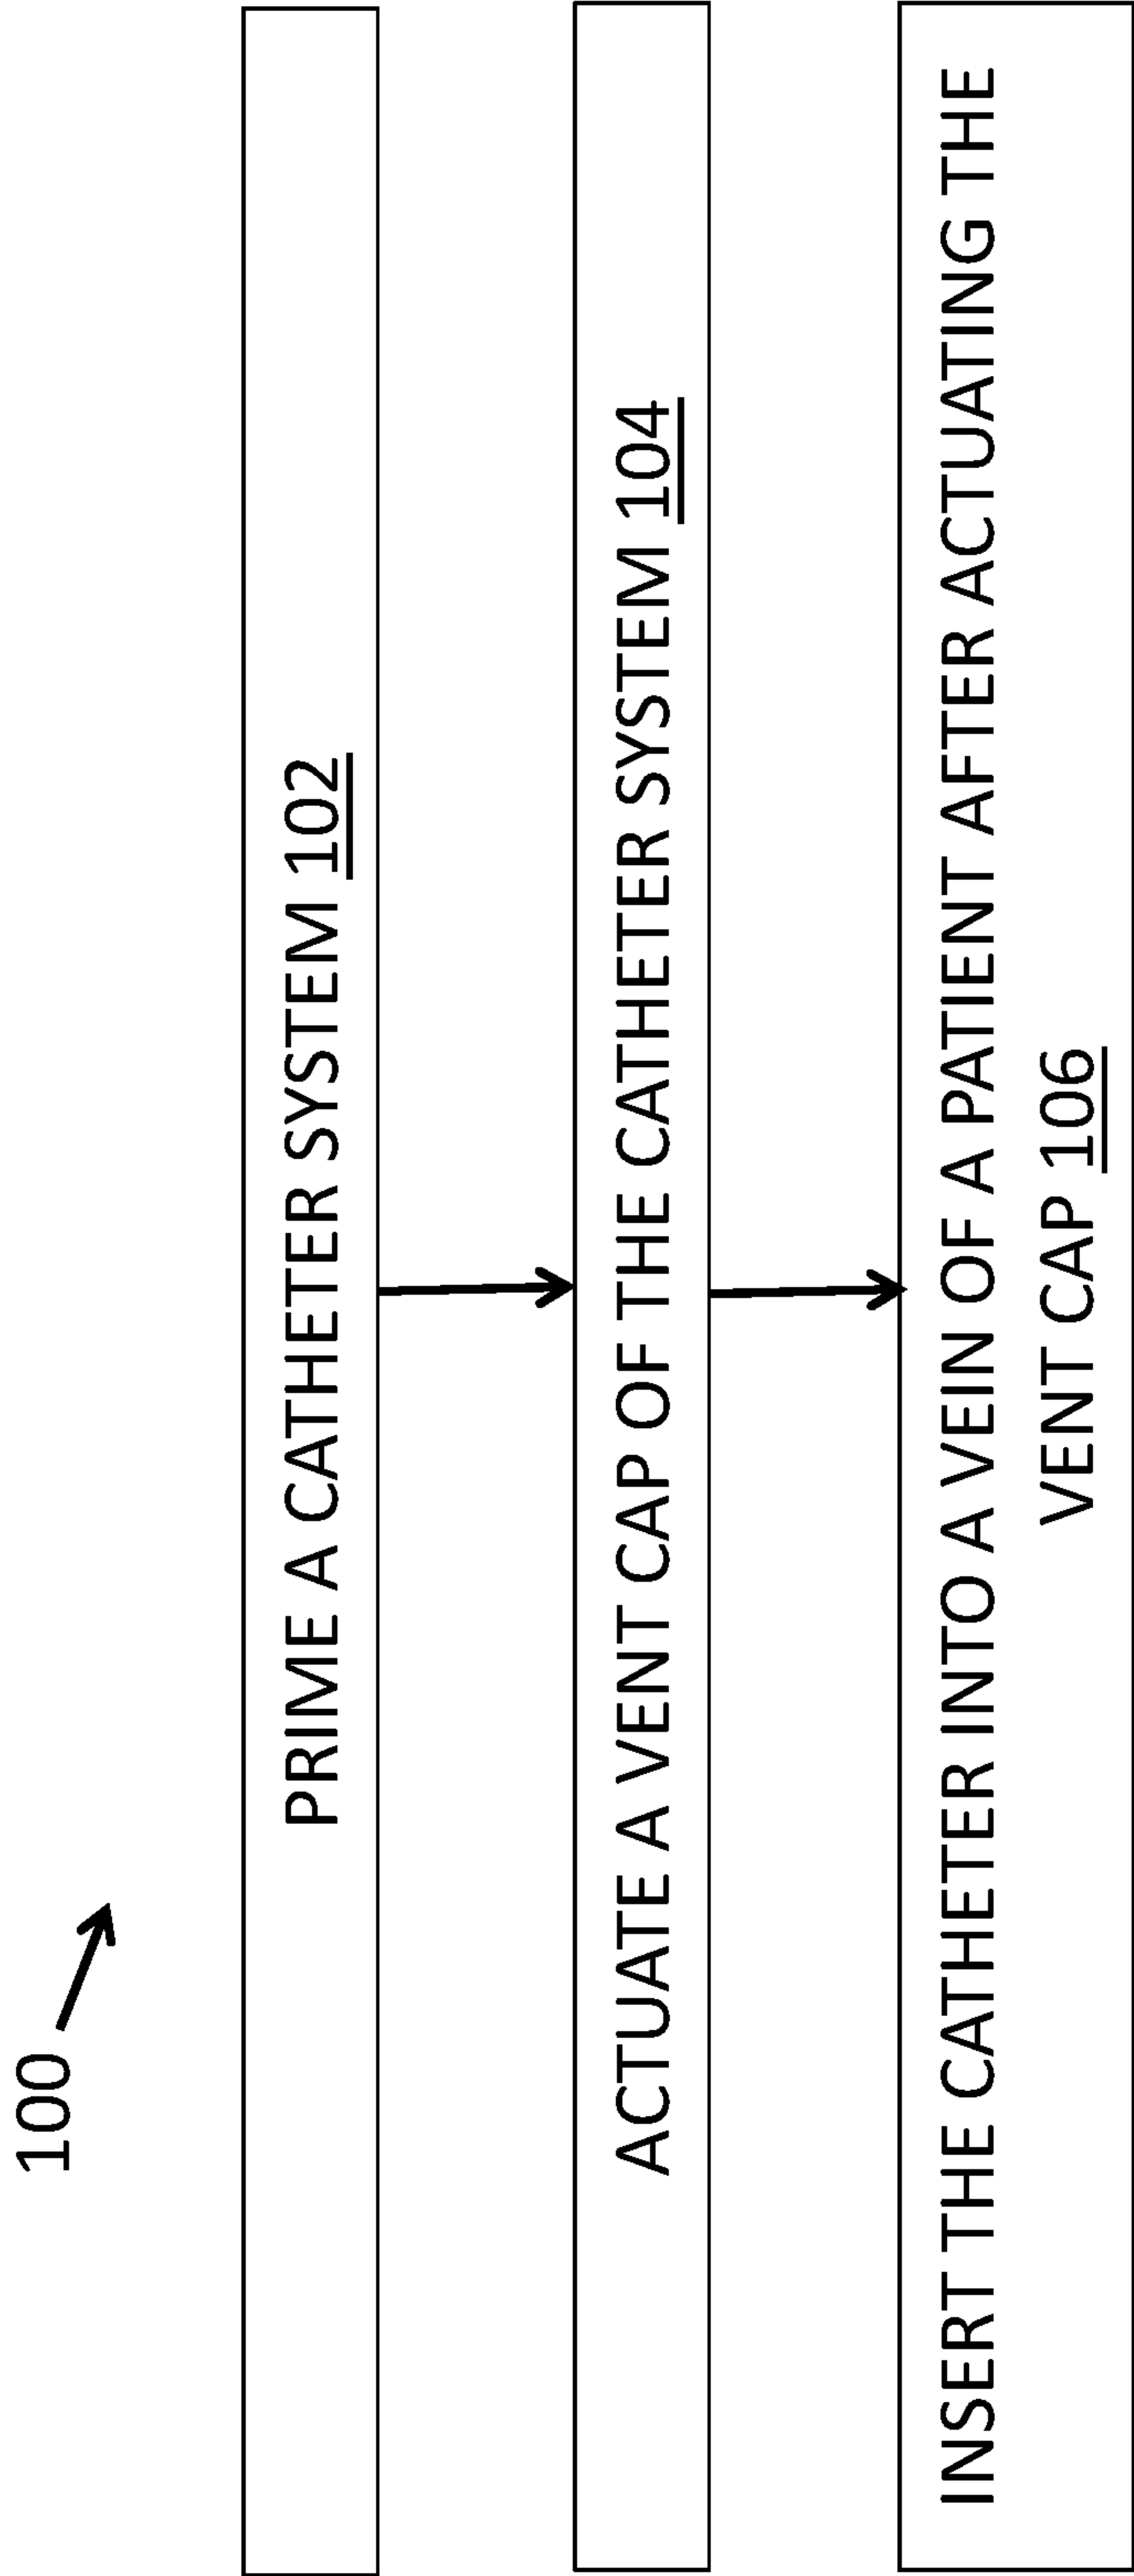 100
PRIME A CATHETER SYSTEM 102
ACTUATE A VENT CAP OF THE CATHETER SYSTEM 104
INSERT THE CATHETER INTO A VEIN OF A PATIENT AFTER ACTUATING THE
VENT CAP 106